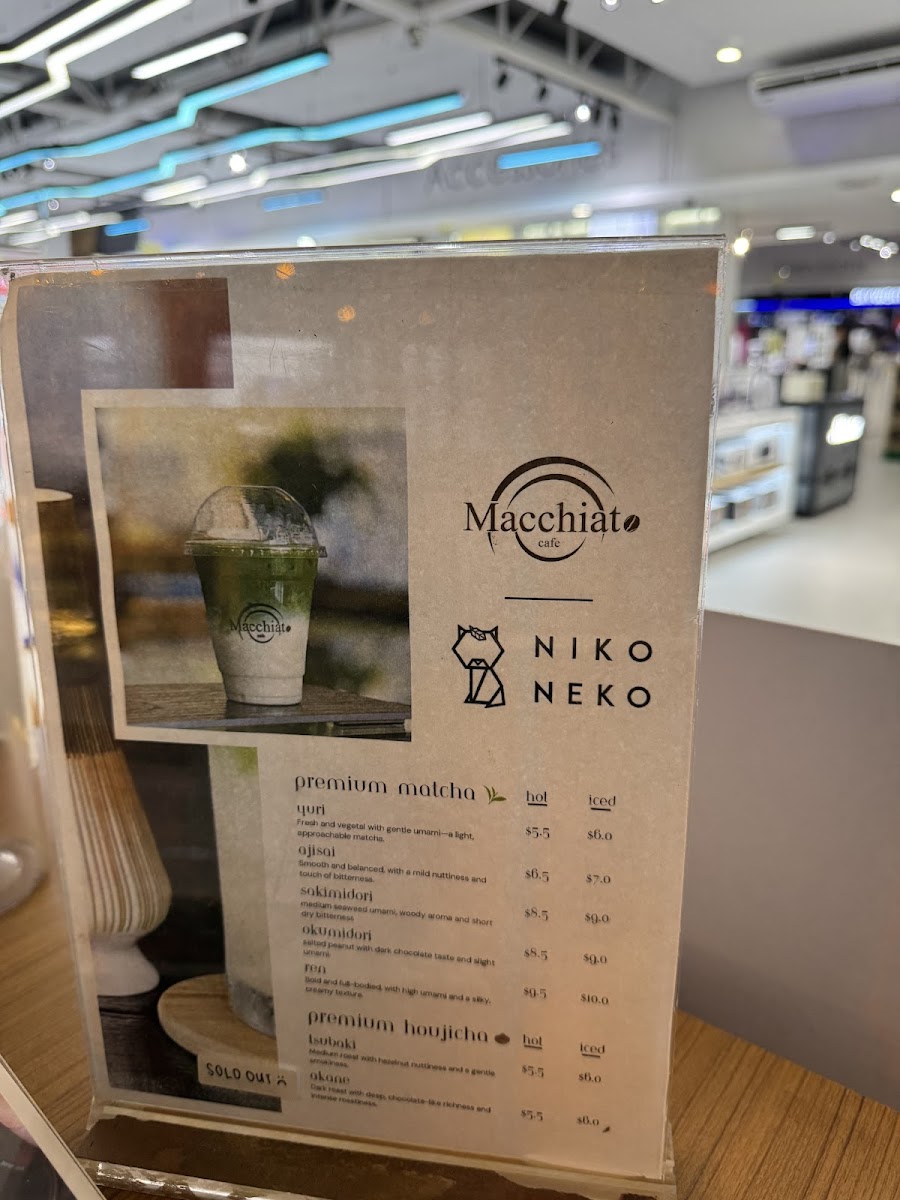 Macchiato
cafe
NIKO
NEKO
Macchiato
premium matcha hot iced
yuri
Fresh and vegetal with gentle umami—a light,
approachable matcha.
$5.5 $6.0
ajisai
Smooth and balanced, with a mild nuttiness and
touch of bitterness.
$6.5 $7.0
sakimidori
medium seaweed umami, woody aroma and short
dry bitterness
$8.5 $9.0
okumidori
salted peanut with dark chocolate taste and slight
umami
$8.5 $9.0
ren
Bold and full-bodied, with high umami and a silky,
creamy texture.
$9.5 $10.0
premium houjicha hot iced
tsubaki
Medium roast with hazelnut nuttiness and a gentle
smokiness.
$5.5 $6.0
akane
Dark roast with deep, chocolate-like richness and
intense roastiness.
$5.5 $6.0
SOLD OUT